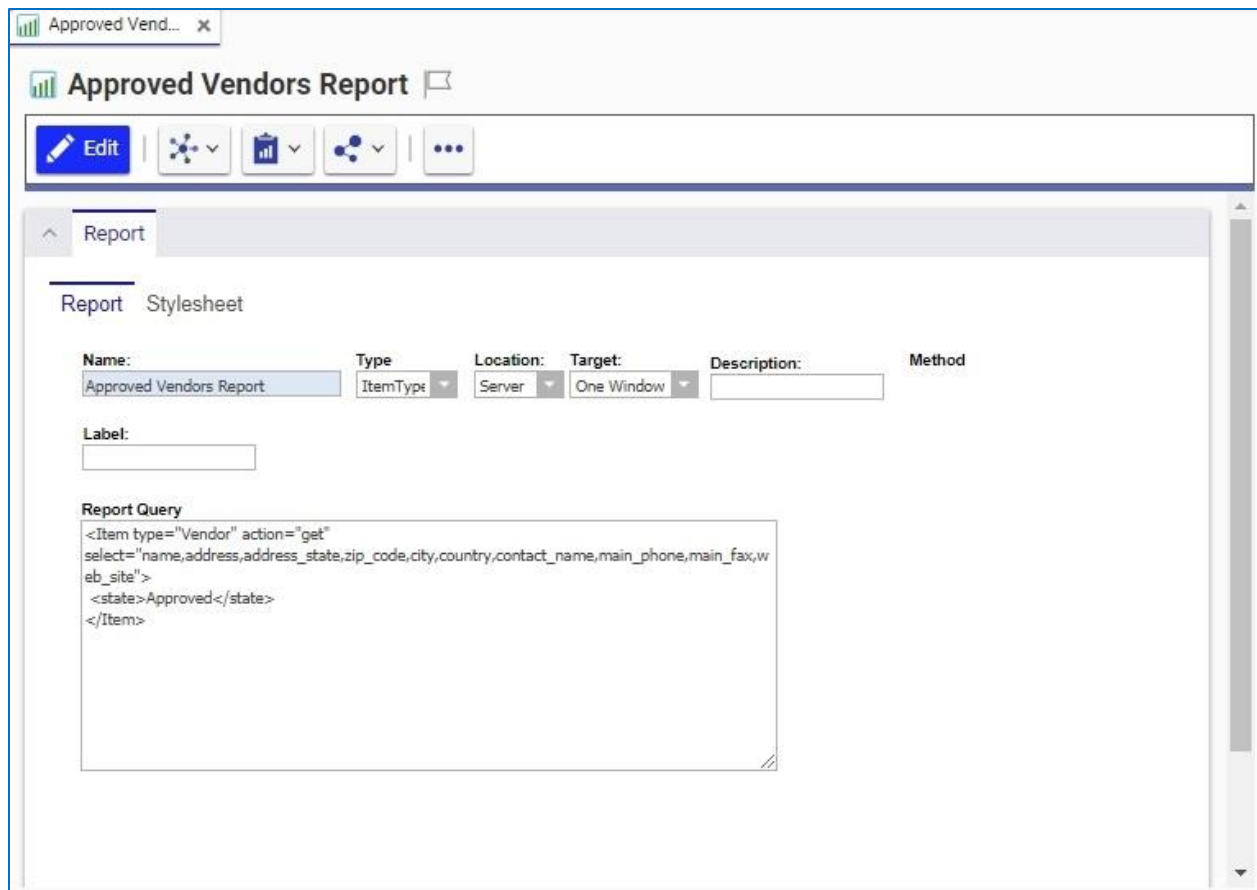 Approved Vend...
Approved Vendors Report
Edit
Report
Report Stylesheet
Name: Type Location: Target: Description: Method
Approved Vendors Report ItemType Server One Window
Label:
Report Query
<Item type="Vendor" action="get"
select="name,address,address_state,zip_code,city,country,contact_name,main_phone,main_fax,w
eb_site">
<state>Approved</state>
</Item>